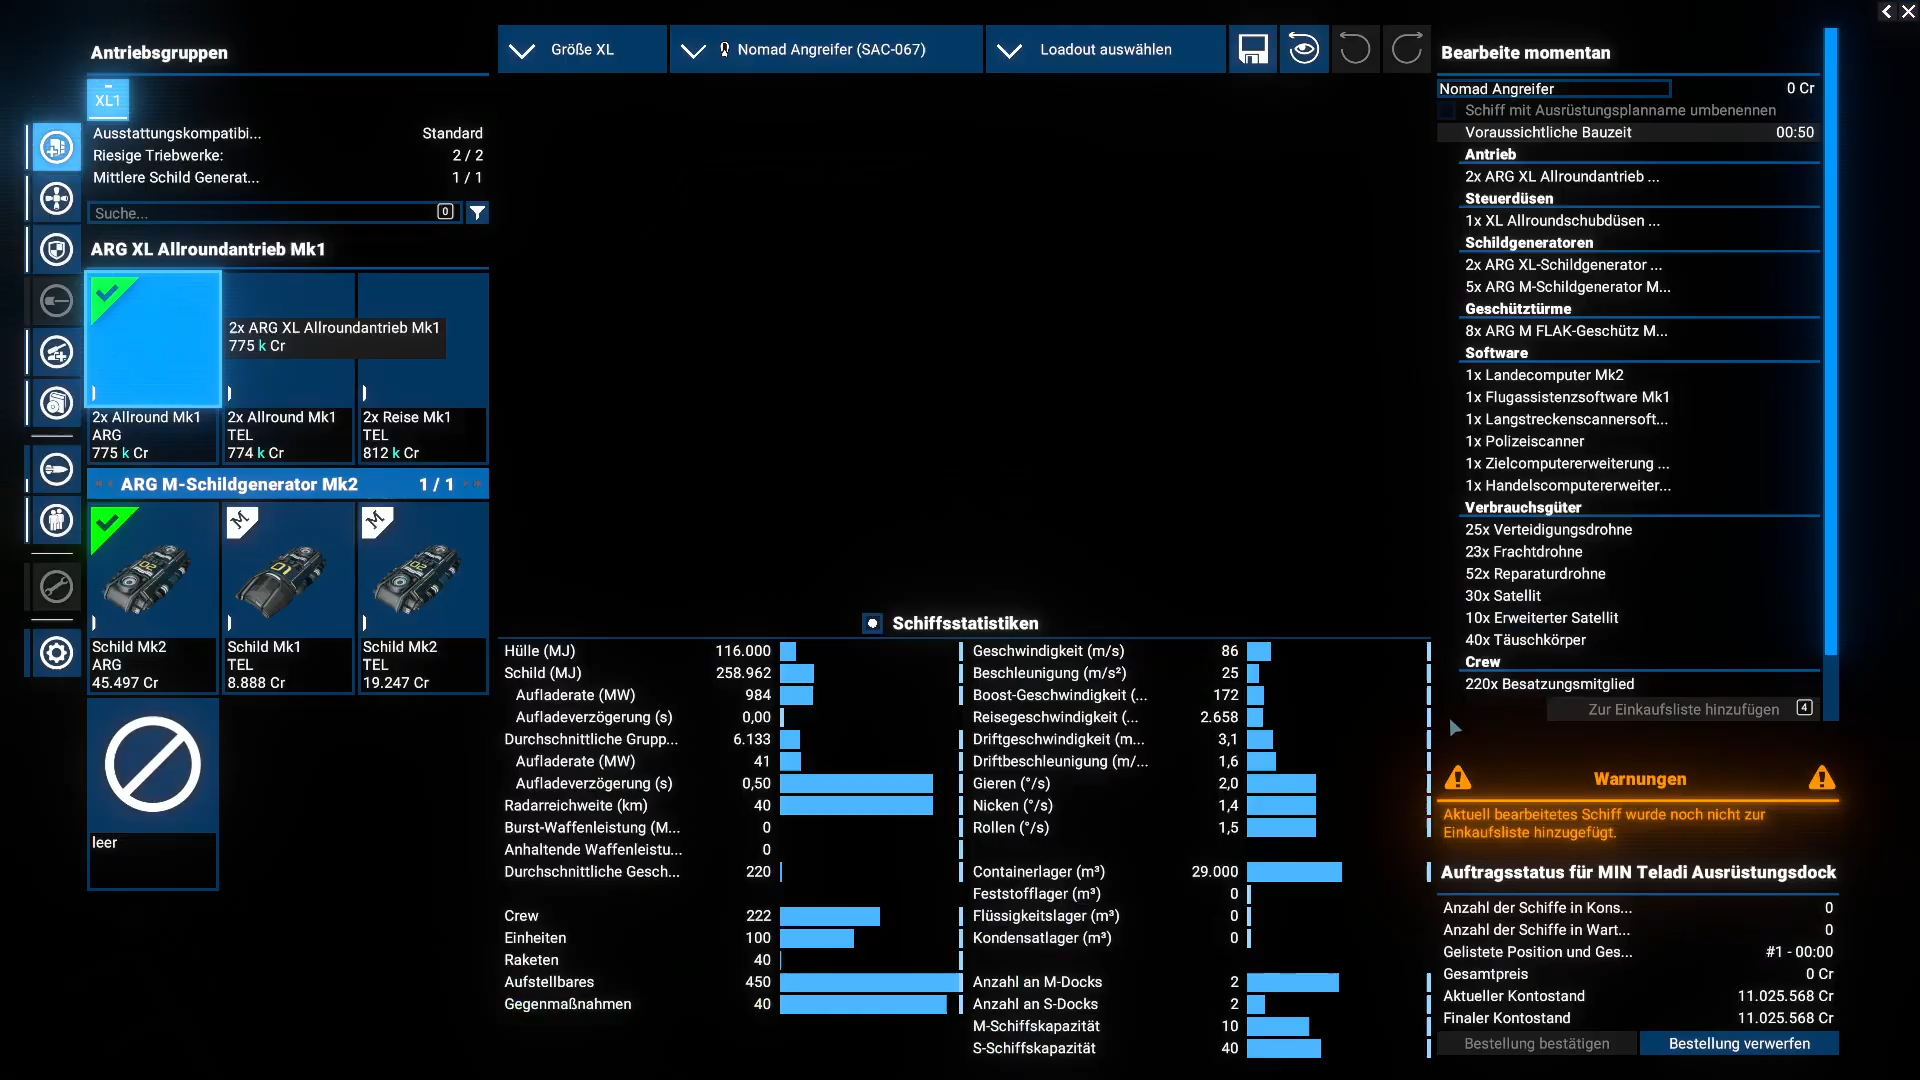 Antriebsgruppen
XL1
Ausstattungskompatibi... Standard
Riesige Triebwerke: 2 / 2
Mittlere Schild Generat... 1 / 1
Suche... 0
ARG XL Allroundantrieb Mk1
2x ARG XL Allroundantrieb Mk1
775 k Cr
2x Allround Mk1
ARG
775 k Cr
2x Allround Mk1
TEL
774 k Cr
2x Reise Mk1
TEL
812 k Cr
ARG M-Schildgenerator Mk2 1 / 1
Schild Mk2
ARG
45.497 Cr
Schild Mk1
TEL
8.888 Cr
Schild Mk2
TEL
19.247 Cr
leer
Größe XL
Nomad Angreifer (SAC-067)
Loadout auswählen
Schiffsstatistiken
Hülle (MJ) 116.000
Schild (MJ) 258.962
Aufladerate (MW) 984
Aufladeverzögerung (s) 0,00
Durchschnittliche Grupp... 6.133
Aufladerate (MW) 41
Aufladeverzögerung (s) 0,50
Radarreichweite (km) 40
Burst-Waffenleistung (M... 0
Anhaltende Waffenleistu... 0
Durchschnittliche Gesch... 220
Crew 222
Einheiten 100
Raketen 40
Aufstellbares 450
Gegenmaßnahmen 40
Geschwindigkeit (m/s) 86
Beschleunigung (m/s²) 25
Boost-Geschwindigkeit (... 172
Reisegeschwindigkeit (... 2.658
Driftgeschwindigkeit (m... 3,1
Driftbeschleunigung (m/... 1,6
Gieren (°/s) 2,0
Nicken (°/s) 1,4
Rollen (°/s) 1,5
Containerlager (m³) 29.000
Feststofflager (m³) 0
Flüssigkeitslager (m³) 0
Kondensatlager (m³) 0
Anzahl an M-Docks 2
Anzahl an S-Docks 2
M-Schiffskapazität 10
S-Schiffskapazität 40
Bearbeite momentan
Nomad Angreifer 0 Cr
Schiff mit Ausrüstungsplanname umbenennen
Voraussichtliche Bauzeit 00:50
Antrieb
2x ARG XL Allroundantrieb ...
Steuerdüsen
1x XL Allroundschubdüsen ...
Schildgeneratoren
2x ARG XL-Schildgenerator ...
5x ARG M-Schildgenerator M...
Geschütztürme
8x ARG M FLAK-Geschütz M...
Software
1x Landecomputer Mk2
1x Flugassistenzsoftware Mk1
1x Langstreckenscannersoft...
1x Polizeiscanner
1x Zielcomputererweiterung ...
1x Handelscomputererweiter...
Verbrauchsgüter
25x Verteidigungsdrohne
23x Frachtdrohne
52x Reparaturdrohne
30x Satellit
10x Erweiterter Satellit
40x Täuschkörper
Crew
220x Besatzungsmitglied
Zur Einkaufsliste hinzufügen 4
Warnungen
Aktuell bearbeitetes Schiff wurde noch nicht zur
Einkaufsliste hinzugefügt.
Auftragsstatus für MIN Teladi Ausrüstungsdock
Anzahl der Schiffe in Kons... 0
Anzahl der Schiffe in Wart... 0
Gelistete Position und Ges... #1 - 00:00
Gesamtpreis 0 Cr
Aktueller Kontostand 11.025.568 Cr
Finaler Kontostand 11.025.568 Cr
Bestellung bestätigen
Bestellung verwerfen